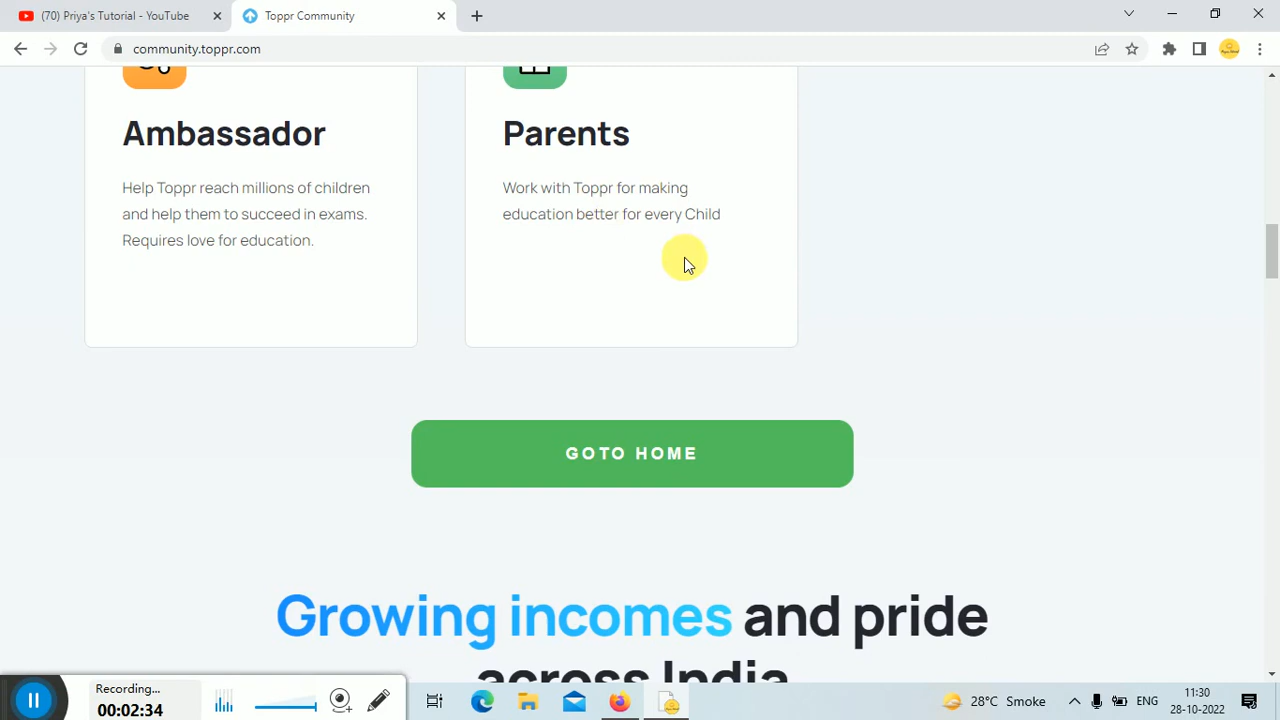 (70) Priya's Tutorial - YouTube
Toppr Community
community.toppr.com
Ambassador
Help Toppr reach millions of children
and help them to succeed in exams.
Requires love for education.
Parents
Work with Toppr for making
education better for every Child
GOTO HOME
Growing incomes and pride
across India
Recording...
00:02:34
28°C Smoke
ENG
11:30
28-10-2022